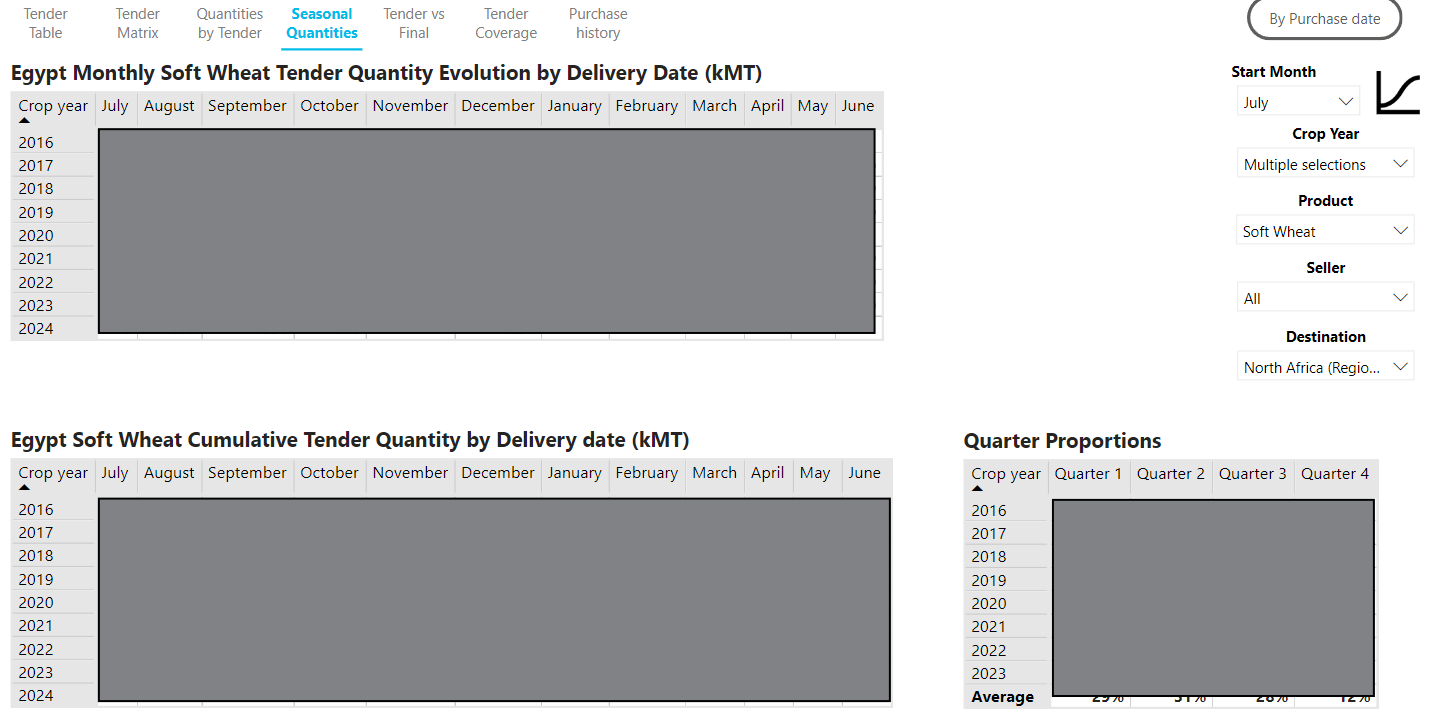 Tender Table
Tender Matrix
Quantities by Tender
Seasonal Quantities
Tender vs Final
Tender Coverage
Purchase history
By Purchase date
Egypt Monthly Soft Wheat Tender Quantity Evolution by Delivery Date (kMT)
Crop year July August September October November December January February March April May June
2016
2017
2018
2019
2020
2021
2022
2023
2024
Start Month
July
Crop Year
Multiple selections
Product
Soft Wheat
Seller
All
Destination
North Africa (Regio...
Egypt Soft Wheat Cumulative Tender Quantity by Delivery date (kMT)
Crop year July August September October November December January February March April May June
2016
2017
2018
2019
2020
2021
2022
2023
2024
Quarter Proportions
Crop year Quarter 1 Quarter 2 Quarter 3 Quarter 4
2016
2017
2018
2019
2020
2021
2022
2023
Average